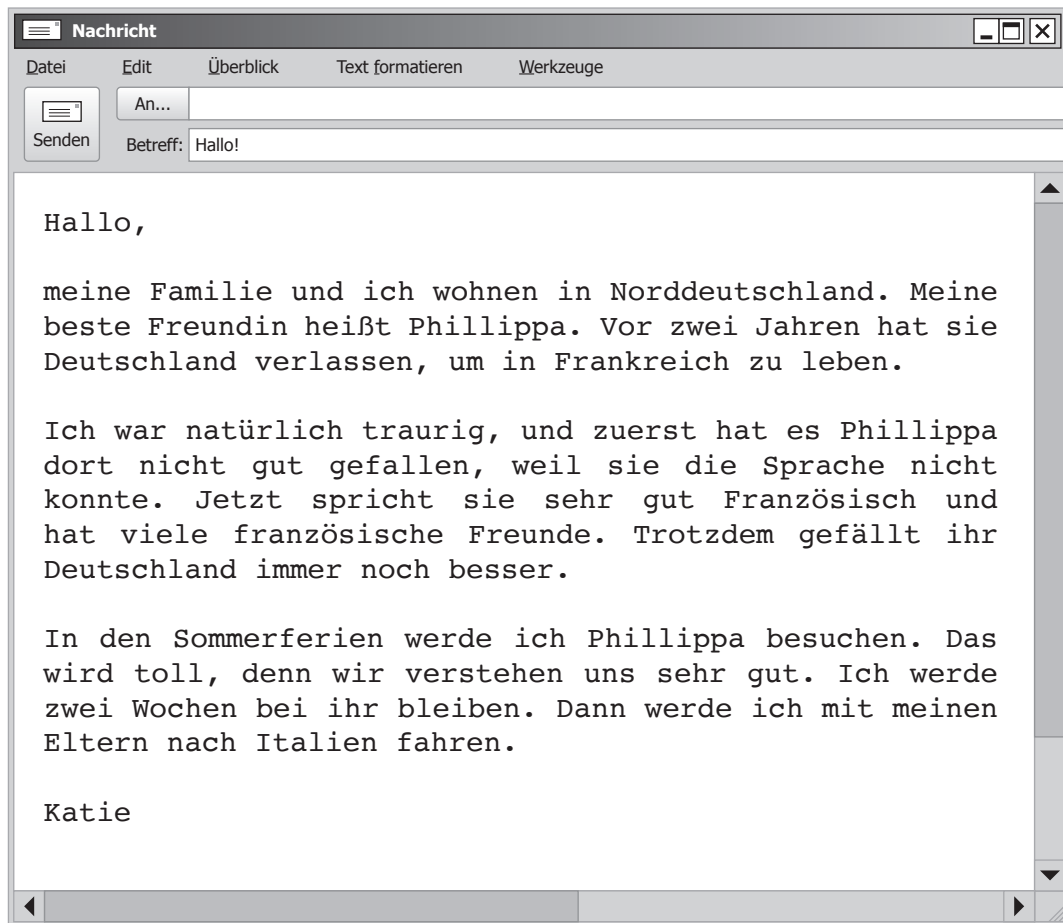 Nachricht
Datei Edit Überblick Text formatieren Werkzeuge
An...
Senden
Betreff: Hallo!
Hallo,
meine Familie und ich wohnen in Norddeutschland. Meine
beste Freundin heißt Phillippa. Vor zwei Jahren hat sie
Deutschland verlassen, um in Frankreich zu leben.
Ich war natürlich traurig, und zuerst hat es Phillippa
dort nicht gut gefallen, weil sie die Sprache nicht
konnte. Jetzt spricht sie sehr gut Französisch und
hat viele französische Freunde. Trotzdem gefällt ihr
Deutschland immer noch besser.
In den Sommerferien werde ich Phillippa besuchen. Das
wird toll, denn wir verstehen uns sehr gut. Ich werde
zwei Wochen bei ihr bleiben. Dann werde ich mit meinen
Eltern nach Italien fahren.
Katie